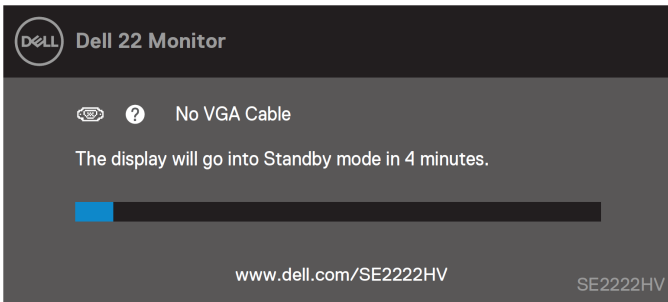 DELL Dell 22 Monitor
? No VGA Cable
The display will go into Standby mode in 4 minutes.
www.dell.com/SE2222HV
SE2222HV